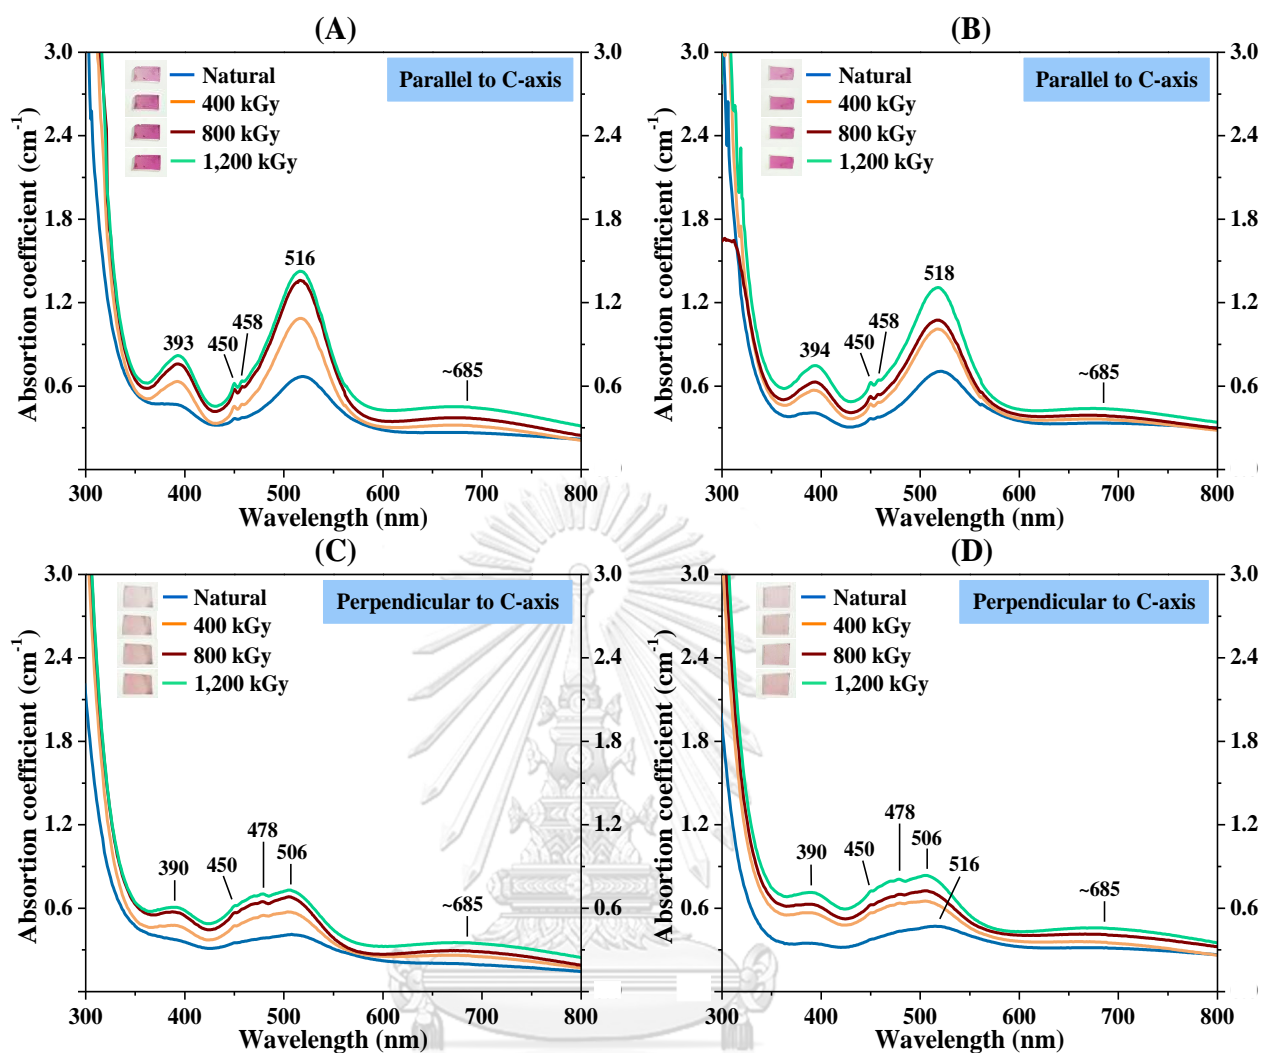 (A)
3.0
3.0
Natural
Parallel to C-axis
400 kGy
2.4
2.4
800 kGy
1,200 kGy
1.8
1.8
516
1.2
1.2
393
450
458
~685
0.6
0.6
Absortion coefficient (cm-1)
300 400 500 600 700 800
Wavelength (nm)
(B)
3.0
3.0
Natural
Parallel to C-axis
400 kGy
2.4
2.4
800 kGy
1,200 kGy
1.8
1.8
518
1.2
1.2
394
450
458
~685
0.6
0.6
Absortion coefficient (cm-1)
300 400 500 600 700 800
Wavelength (nm)
(C)
3.0
3.0
Natural
Perpendicular to C-axis
400 kGy
2.4
2.4
800 kGy
1,200 kGy
1.8
1.8
1.2
1.2
478
506
390
450
~685
0.6
0.6
Absortion coefficient (cm-1)
300 400 500 600 700 800
Wavelength (nm)
(D)
3.0
3.0
Natural
Perpendicular to C-axis
400 kGy
2.4
2.4
800 kGy
1,200 kGy
1.8
1.8
1.2
1.2
478
506
516
390
450
~685
0.6
0.6
Absortion coefficient (cm-1)
300 400 500 600 700 800
Wavelength (nm)